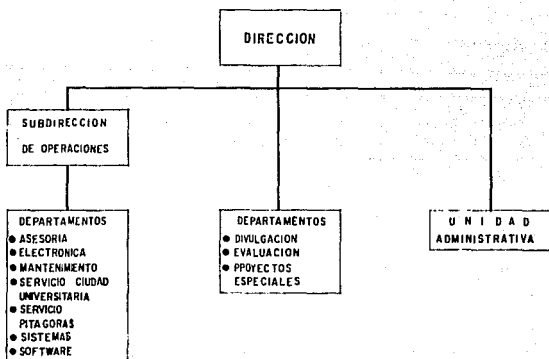 DIRECCION
SUBDIRECCION
DE OPERACIONES
DEPARTAMENTOS
● ASESORIA
● ELECTRONICA
● MANTENIMIENTO
● SERVICIO CIUDAD
UNIVERSITARIA
● SERVICIO
PITAGORAS
● SISTEMAS
● SOFTWARE
DEPARTAMENTOS
● DIVULGACION
● EVALUACION
● PPOYECTOS
ESPECIALES
UNIDAD
ADMINISTRATIVA